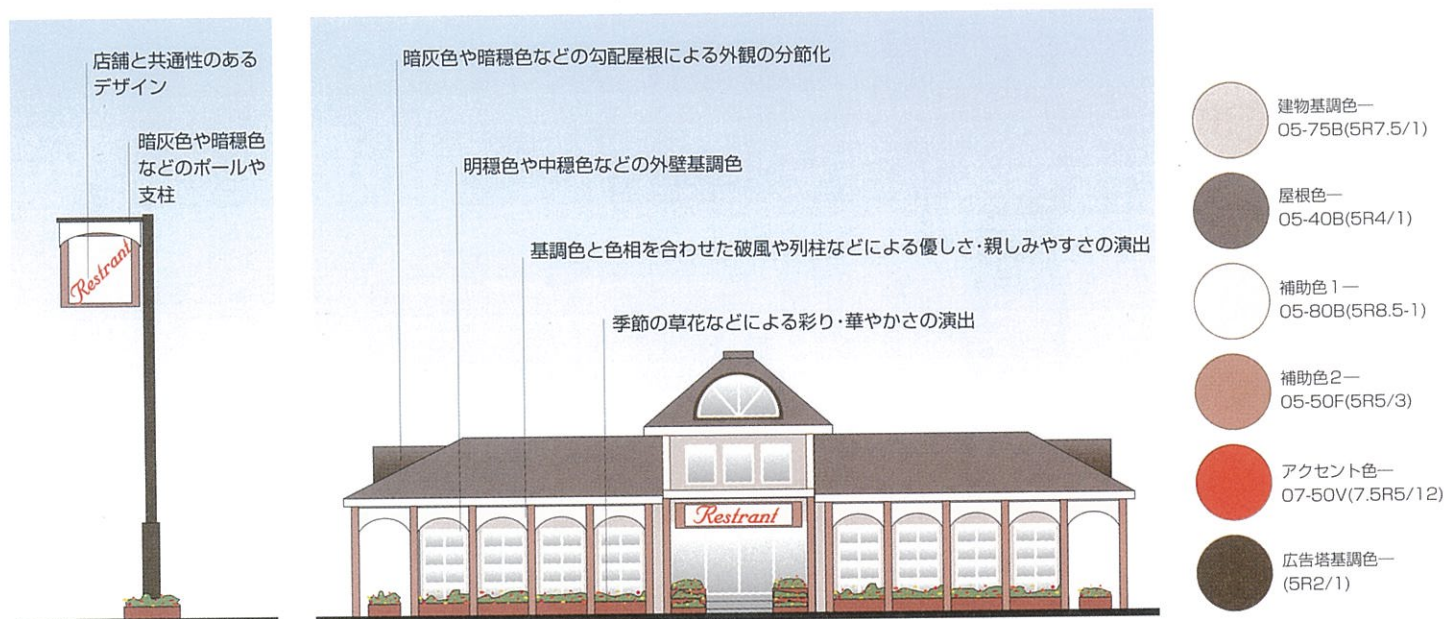 店舗と共通性のある
デザイン
暗灰色や暗穏色
などのポールや
支柱
Restrant
暗灰色や暗穏色などの勾配屋根による外観の分節化
明穏色や中穏色などの外壁基調色
基調色と色相を合わせた破風や列柱などによる優しさ・親しみやすさの演出
季節の草花などによる彩り・華やかさの演出
Restrant
建物基調色―
05-75B(5R7.5/1)
屋根色―
05-40B(5R4/1)
補助色1―
05-80B(5R8.5-1)
補助色2―
05-50F(5R5/3)
アクセント色―
07-50V(7.5R5/12)
広告塔基調色―
(5R2/1)